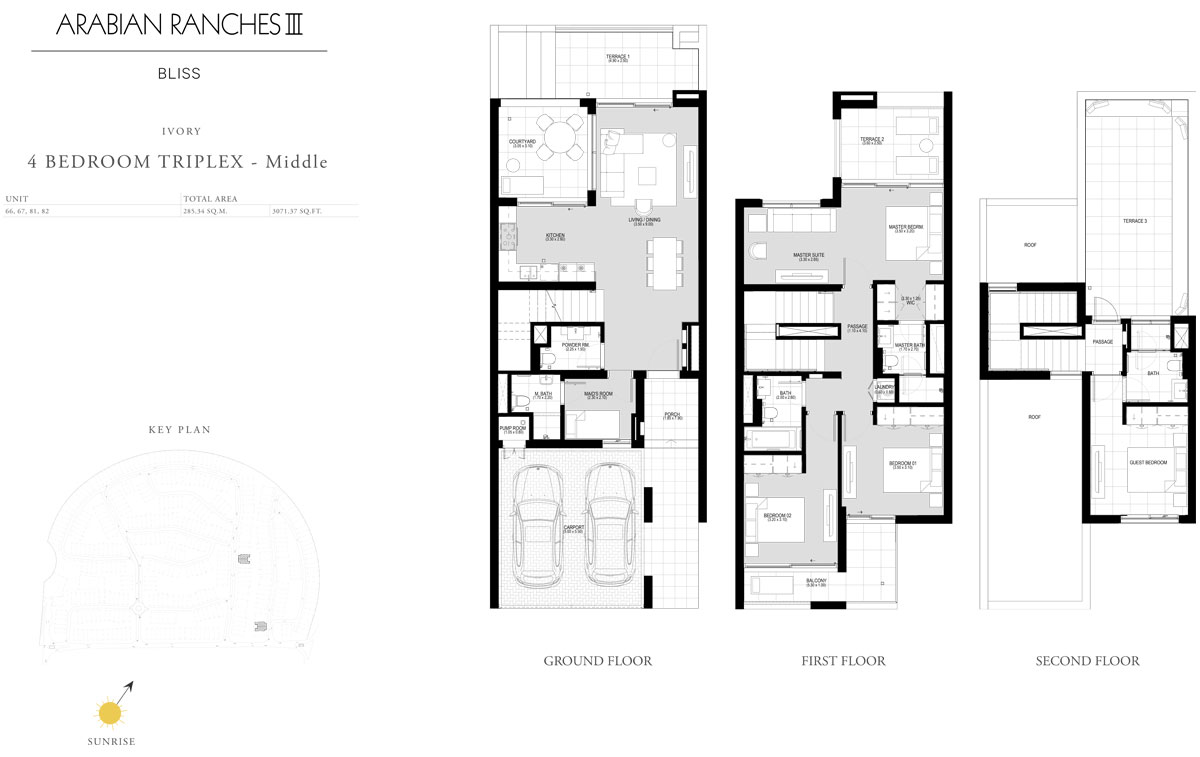 ARABIAN RANCHES III
BLISS
IVORY
4 BEDROOM TRIPLEX - Middle
UNIT TOTAL AREA
66, 67, 81, 82 285.34 SQ.M. 3071.37 SQ.FT.
KEY PLAN
SUNRISE
TERRACE 1
COURTYARD
LIVING / DINING
KITCHEN
POWDER RM.
M. BATH
MAID'S ROOM
PORCH
PUMP ROOM
CARPORT
GROUND FLOOR
TERRACE 2
MASTER BEDRM.
MASTER SUITE
WIC
PASSAGE
MASTER BATH
LAUNDRY
BATH
BEDROOM 01
BEDROOM 02
BALCONY
FIRST FLOOR
TERRACE 3
ROOF
PASSAGE
BATH
ROOF
GUEST BEDROOM
SECOND FLOOR